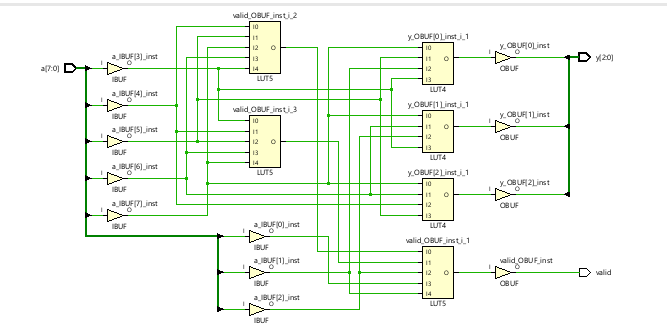 valid_OBUF_inst_i_2
I0
I1
I2
I3
I4
O
LUT5
a[7:0]
a_IBUF[3]_inst
I
O
IBUF
a_IBUF[4]_inst
I
O
IBUF
a_IBUF[5]_inst
I
O
IBUF
a_IBUF[6]_inst
I
O
IBUF
a_IBUF[7]_inst
I
O
IBUF
valid_OBUF_inst_i_3
I0
I1
I2
I3
I4
O
LUT5
a_IBUF[0]_inst
I
O
IBUF
a_IBUF[1]_inst
I
O
IBUF
a_IBUF[2]_inst
I
O
IBUF
y_OBUF[0]_inst_i_1
I0
I1
I2
I3
O
LUT4
y_OBUF[1]_inst_i_1
I0
I1
I2
I3
O
LUT4
y_OBUF[2]_inst_i_1
I0
I1
I2
I3
O
LUT4
valid_OBUF_inst_i_1
I0
I1
I2
I3
I4
O
LUT5
y_OBUF[0]_inst
I
O
OBUF
y_OBUF[1]_inst
I
O
OBUF
y_OBUF[2]_inst
I
O
OBUF
valid_OBUF_inst
I
O
OBUF
y[2:0]
valid